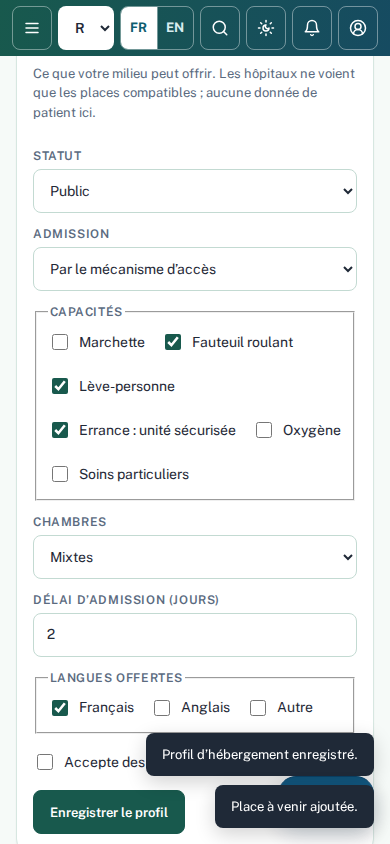 R
FR EN
Ce que votre milieu peut offrir. Les hôpitaux ne voient
que les places compatibles ; aucune donnée de
patient ici.
STATUT
Public
ADMISSION
Par le mécanisme d’accès
CAPACITÉS
Marchette Fauteuil roulant
Lève-personne
Errance : unité sécurisée Oxygène
Soins particuliers
CHAMBRES
Mixtes
DÉLAI D’ADMISSION (JOURS)
2
LANGUES OFFERTES
Français Anglais Autre
Accepte des
Profil d’hébergement enregistré.
Enregistrer le profil
Place à venir ajoutée.